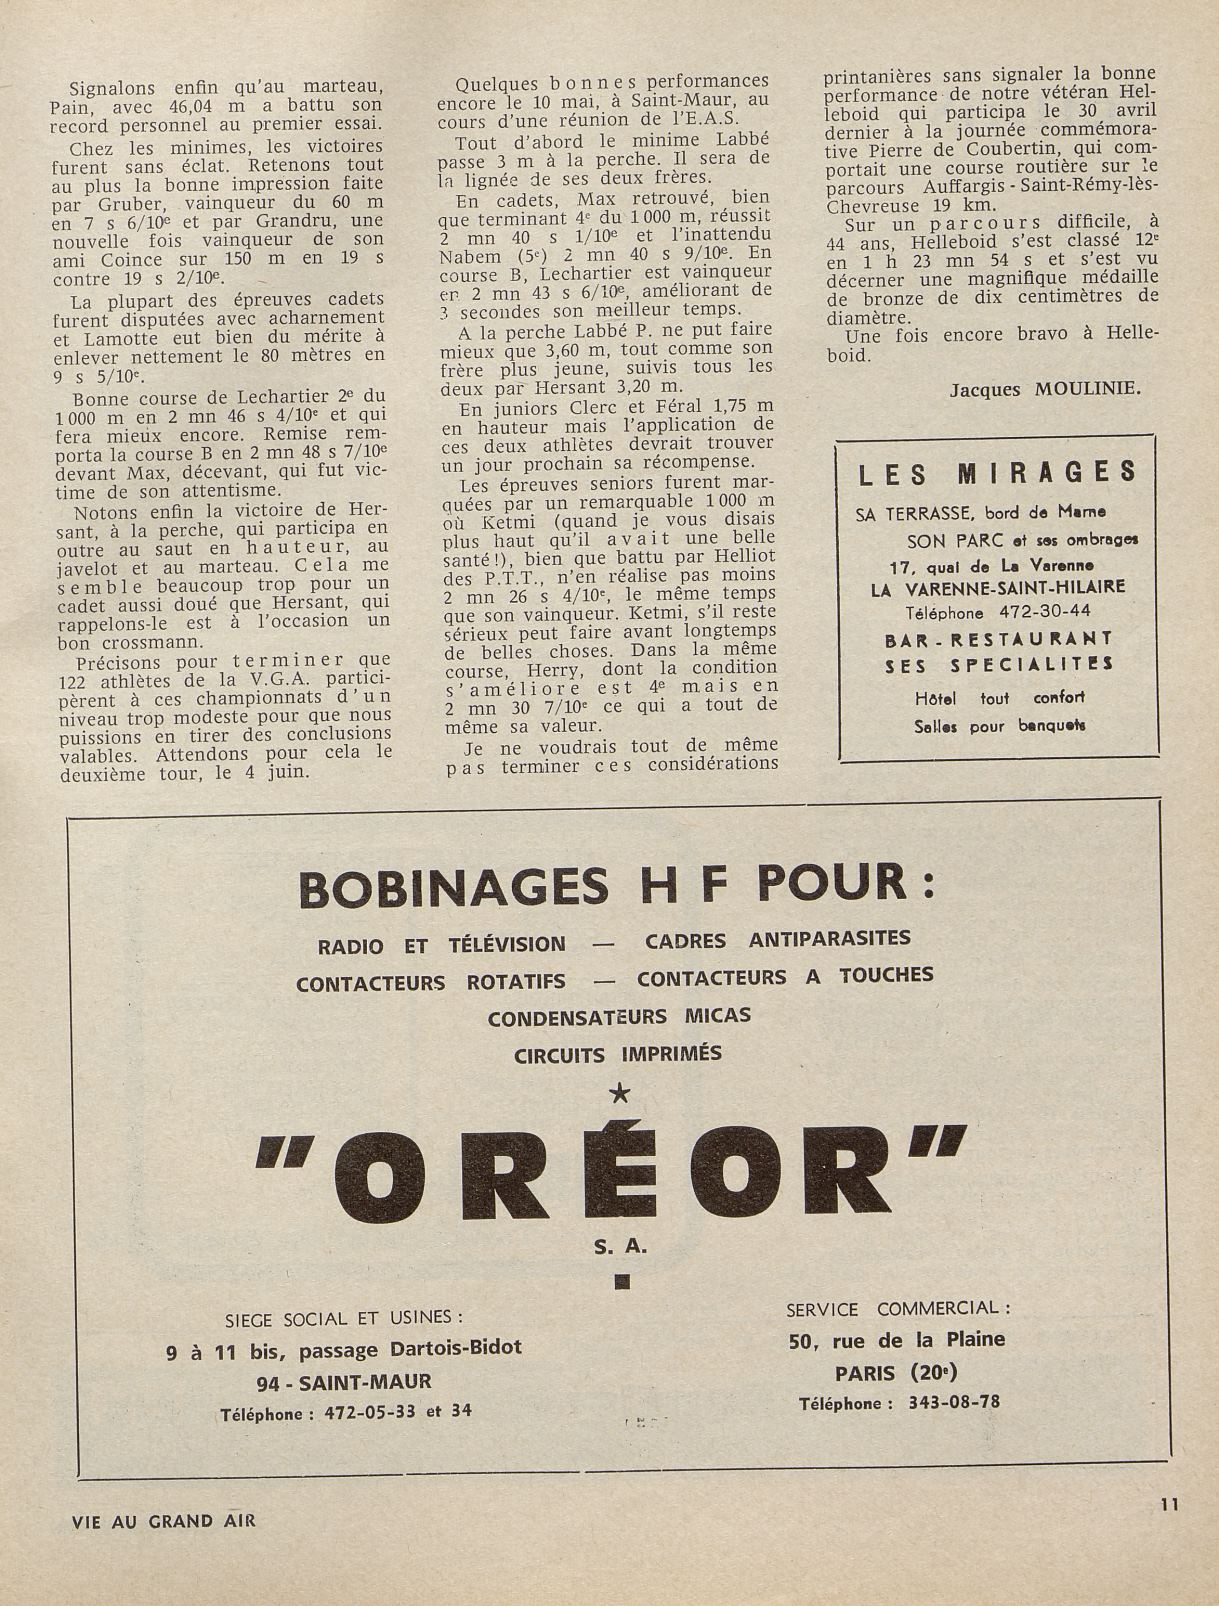 Signalons enfin qu'au marteau,
Pain, avec 46,04 m a battu son
record personnel au premier essai.
Chez les minimes, les victoires
furent sans éclat. Retenons tout
au plus la bonne impression faite
par Gruber, vainqueur du 60 m
en 7 s 6/10e et par Grandru, une
nouvelle fois vainqueur de son
ami Coince sur 150 m en 19 s
contre 19 s 2/10e.
La plupart des épreuves cadets
furent disputées avec acharnement
et Lamotte eut bien du mérite à
enlever nettement le 80 mètres en
9 s 5/10e.
Bonne course de Lechartier 2e du
1 000 m en 2 mn 46 s 4/10e et qui
fera mieux encore. Remise rem-
porta la course B en 2 mn 48 s 7/10e
devant Max, décevant, qui fut vic-
time de son attentisme.
Notons enfin la victoire de Her-
sant, à la perche, qui participa en
outre au saut en hauteur, au
javelot et au marteau. Cela me
semble beaucoup trop pour un
cadet aussi doué que Hersant, qui
rappelons-le est à l'occasion un
bon crossmann.
Précisons pour terminer que
122 athlètes de la V.G.A. partici-
pèrent à ces championnats d'un
niveau trop modeste pour que nous
puissions en tirer des conclusions
valables. Attendons pour cela le
deuxième tour, le 4 juin.
Quelques bonnes performances
encore le 10 mai, à Saint-Maur, au
cours d'une réunion de l'E.A.S.
Tout d'abord le minime Labbé
passe 3 m à la perche. Il sera de
la lignée de ses deux frères.
En cadets, Max retrouvé, bien
que terminant 4e du 1 000 m, réussit
2 mn 40 s 1/10e et l'inattendu
Nabem (5e) 2 mn 40 s 9/10e. En
course B, Lechartier est vainqueur
en 2 mn 43 s 6/10e, améliorant de
3 secondes son meilleur temps.
A la perche Labbé P. ne put faire
mieux que 3,60 m, tout comme son
frère plus jeune, suivis tous les
deux par Hersant 3,20 m.
En juniors Clerc et Féral 1,75 m
en hauteur mais l'application de
ces deux athlètes devrait trouver
un jour prochain sa récompense.
Les épreuves seniors furent mar-
quées par un remarquable 1 000 m
où Ketmi (quand je vous disais
plus haut qu'il avait une belle
santé !), bien que battu par Helliot
des P.T.T., n'en réalise pas moins
2 mn 26 s 4/10e, le même temps
que son vainqueur. Ketmi, s'il reste
sérieux peut faire avant longtemps
de belles choses. Dans la même
course, Herry, dont la condition
s'améliore est 4e mais en
2 mn 30 7/10e ce qui a tout de
même sa valeur.
Je ne voudrais tout de même
pas terminer ces considérations
printanières sans signaler la bonne
performance de notre vétéran Hel-
leboid qui participa le 30 avril
dernier à la journée commémora-
tive Pierre de Coubertin, qui com-
portait une course routière sur le
parcours Auffargis - Saint-Rémy-lès-
Chevreuse 19 km.
Sur un parcours difficile, à
44 ans, Helleboid s'est classé 12e
en 1 h 23 mn 54 s et s'est vu
décerner une magnifique médaille
de bronze de dix centimètres de
diamètre.
Une fois encore bravo à Helle-
boid.
Jacques MOULINIE.
LES MIRAGES
SA TERRASSE, bord de Marne
SON PARC et ses ombrages
17, quai de La Varenne
LA VARENNE-SAINT-HILAIRE
Téléphone 472-30-44
BAR - RESTAURANT
SES SPECIALITES
Hôtel tout confort
Salles pour banquets
BOBINAGES H F POUR :
RADIO ET TÉLÉVISION — CADRES ANTIPARASITES
CONTACTEURS ROTATIFS — CONTACTEURS A TOUCHES
CONDENSATEURS MICAS
CIRCUITS IMPRIMÉS
"ORÉOR"
S. A.
SIEGE SOCIAL ET USINES :
9 à 11 bis, passage Dartois-Bidot
94 - SAINT-MAUR
Téléphone : 472-05-33 et 34
SERVICE COMMERCIAL :
50, rue de la Plaine
PARIS (20e)
Téléphone : 343-08-78
VIE AU GRAND AIR
11